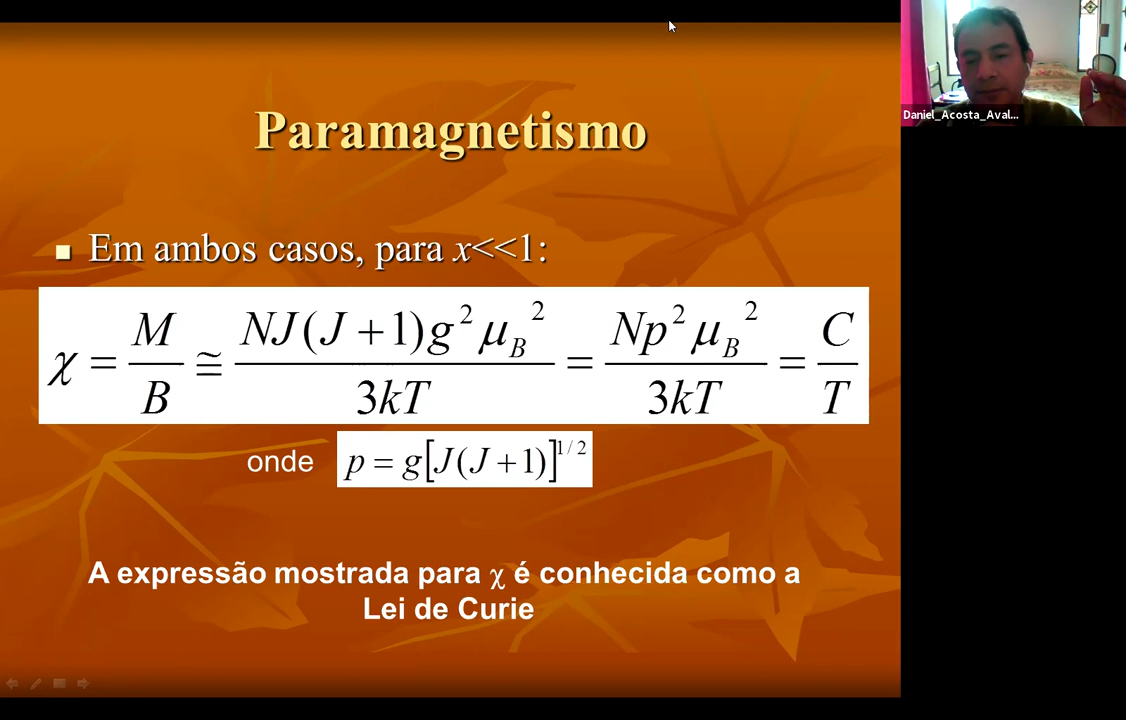 Paramagnetismo
Em ambos casos, para x<<1:
χ = M/B ≅ NJ(J+1)g²μ_B²/3kT = Np²μ_B²/3kT = C/T
onde p = g[J(J+1)]^1/2
A expressão mostrada para χ é conhecida como a
Lei de Curie
Daniel_Acosta_Aval...